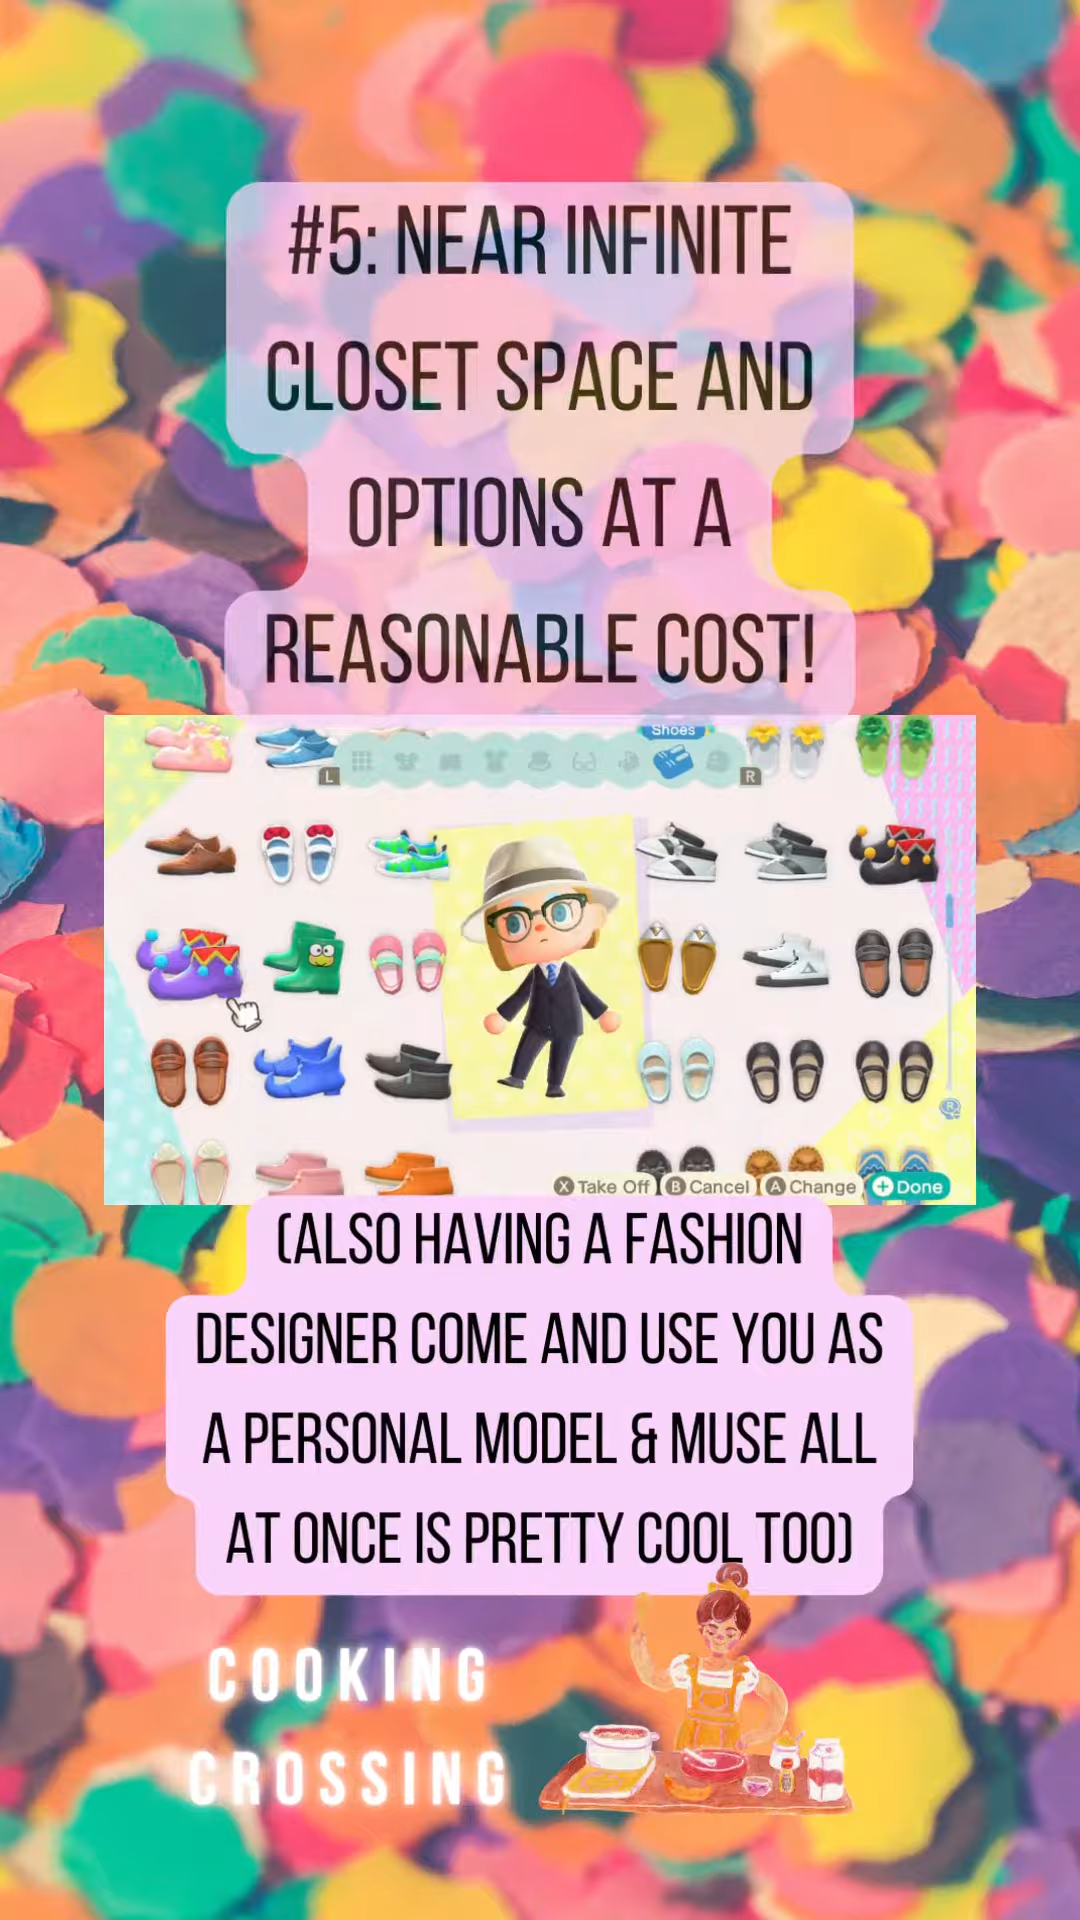 #5: NEAR INFINITE
CLOSET SPACE AND
OPTIONS AT A
REASONABLE COST!
Shoes
L
R
R
X Take Off B Cancel A Change + Done
(ALSO HAVING A FASHION
DESIGNER COME AND USE YOU AS
A PERSONAL MODEL & MUSE ALL
AT ONCE IS PRETTY COOL TOO)
COOKING
CROSSING